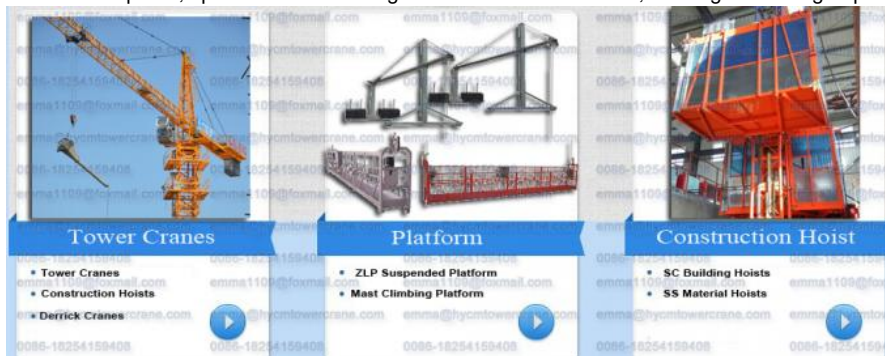 Tower Cranes
Tower Cranes
Construction Hoists
Derrick Cranes
Platform
ZLP Suspended Platform
Mast Climbing Platform
Construction Hoist
SC Building Hoists
SS Material Hoists
emma1109@foxmail.com
emma@hycmtowercrane.com
0086-18254159408